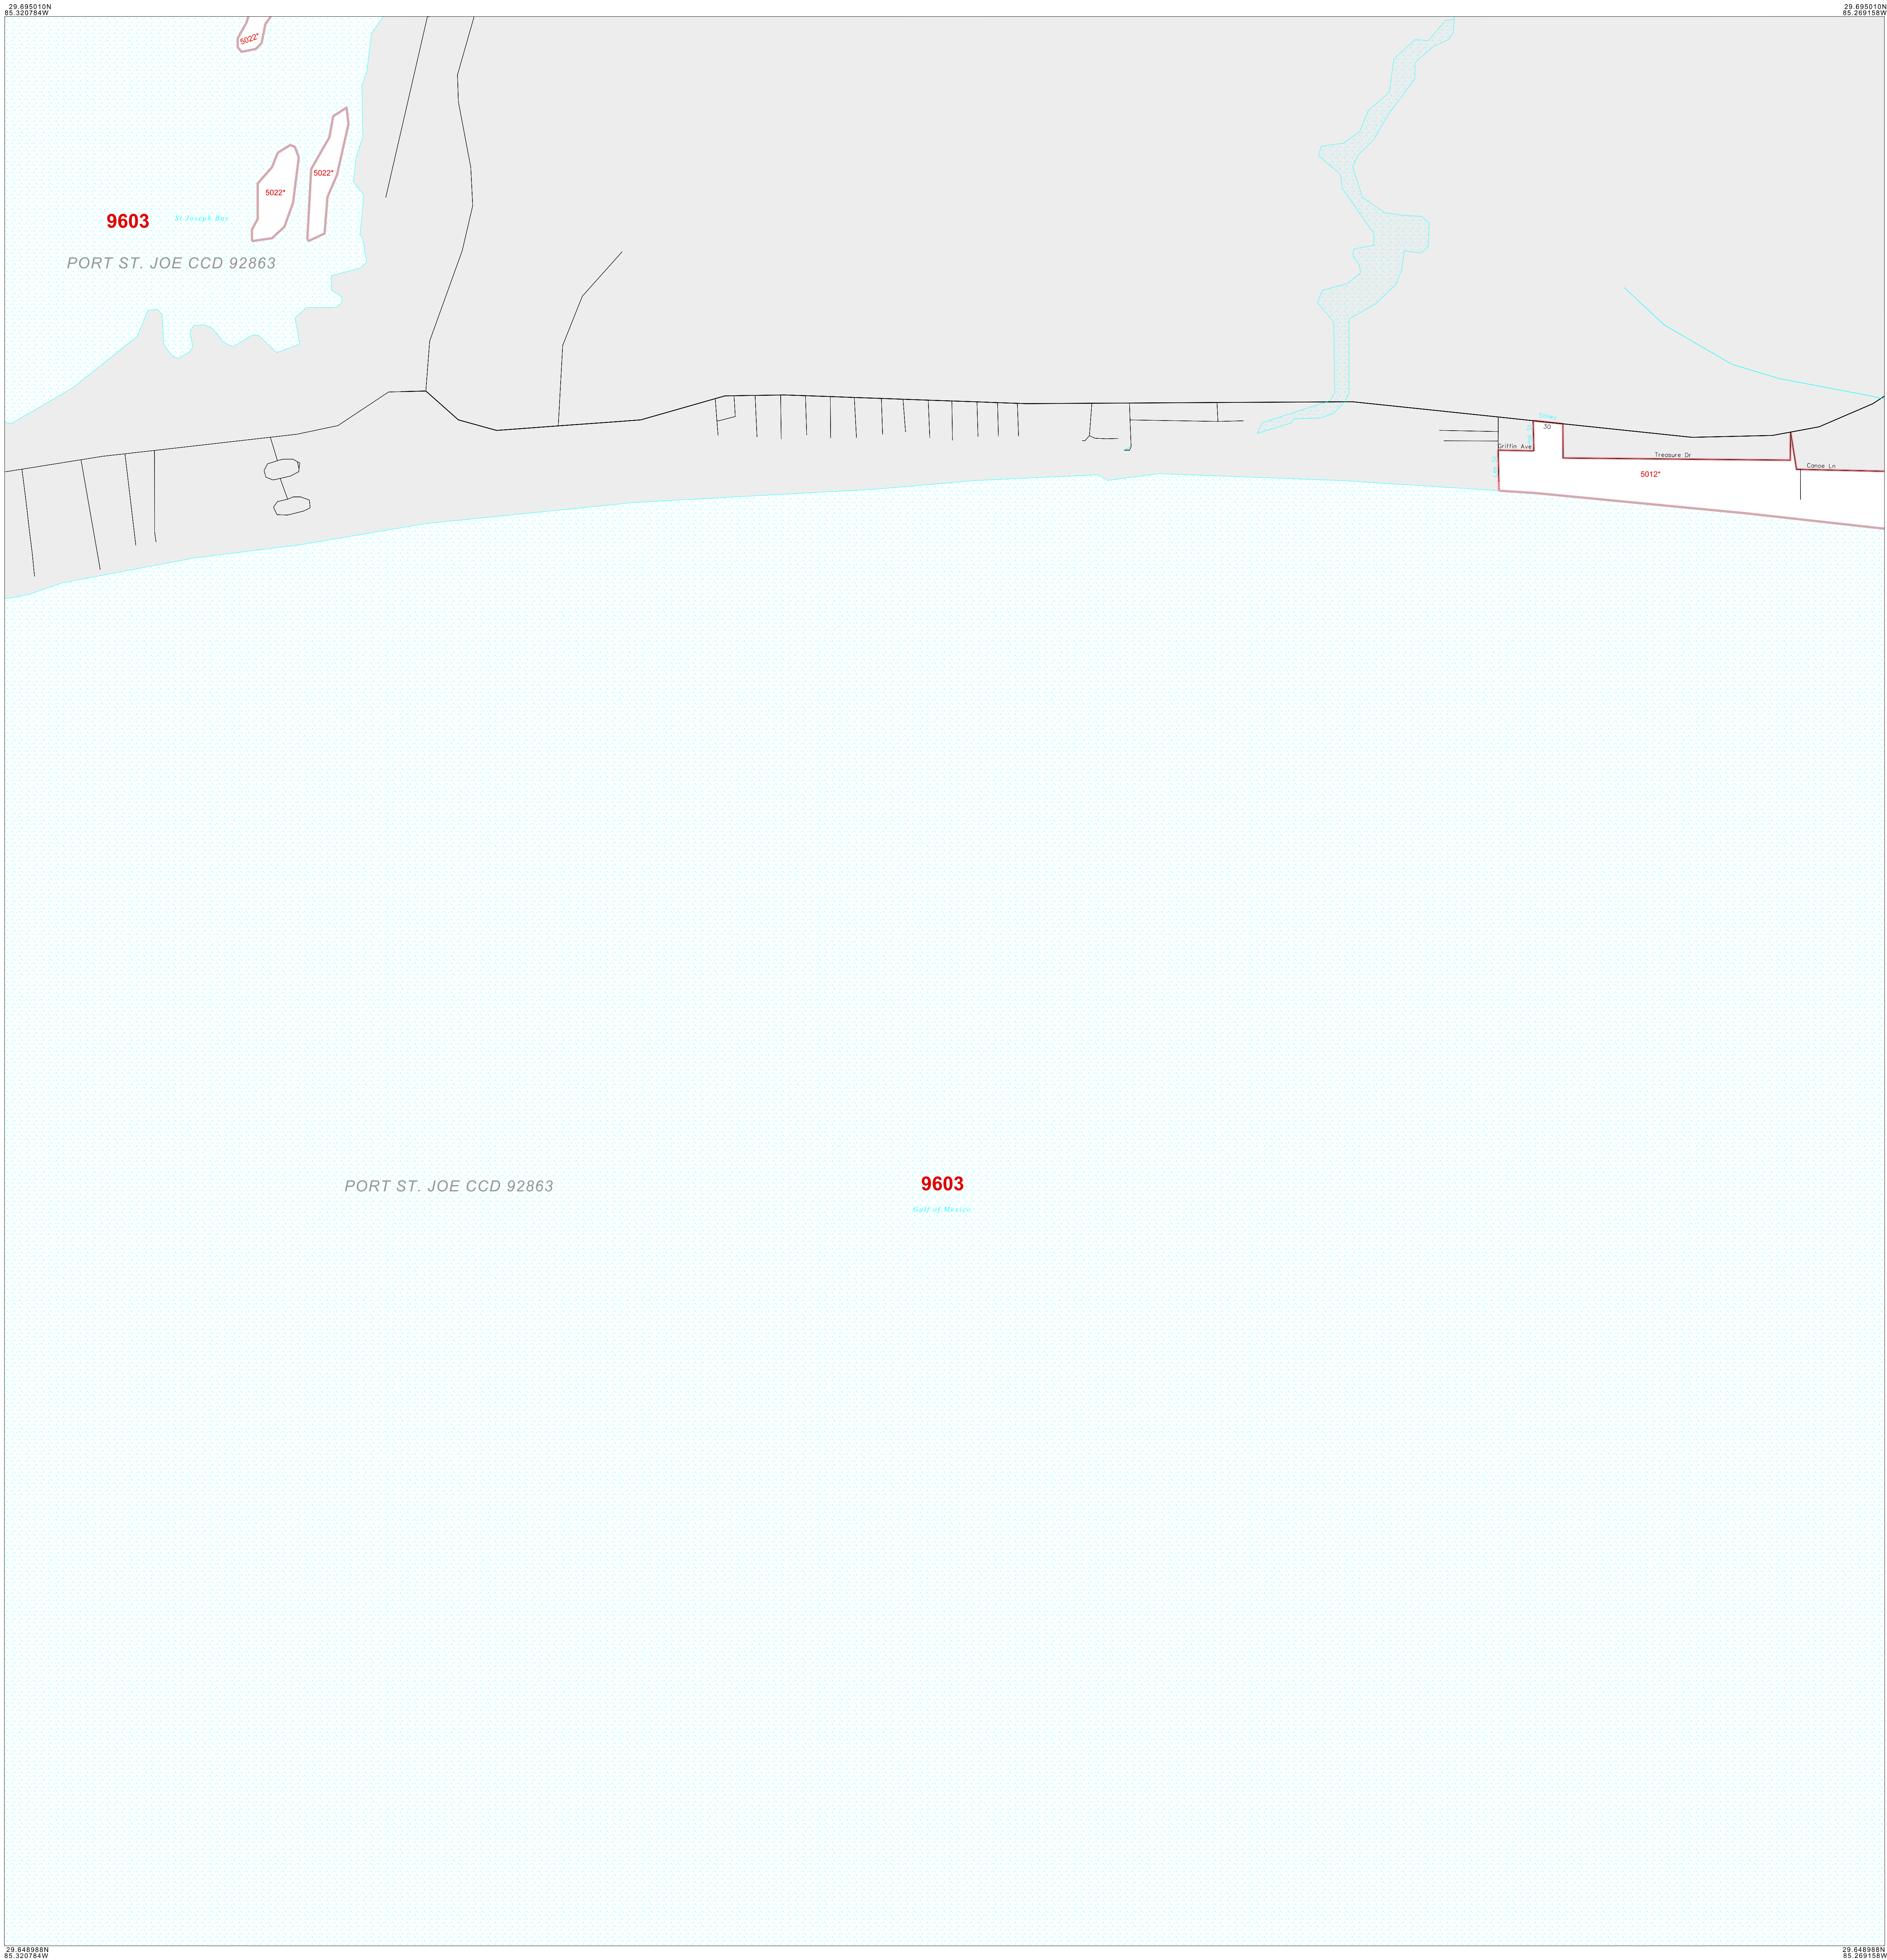 29.695010N
85.320784W
29.695010N
85.269158W
5022*
5022*
5022*
9603
St Joseph Bay
PORT ST. JOE CCD 92863
StHwy
30
Griffin Ave
Treasure Dr
Canoe Ln
5012*
PORT ST. JOE CCD 92863
9603
Gulf of Mexico
29.648988N
85.320784W
29.648988N
85.269158W